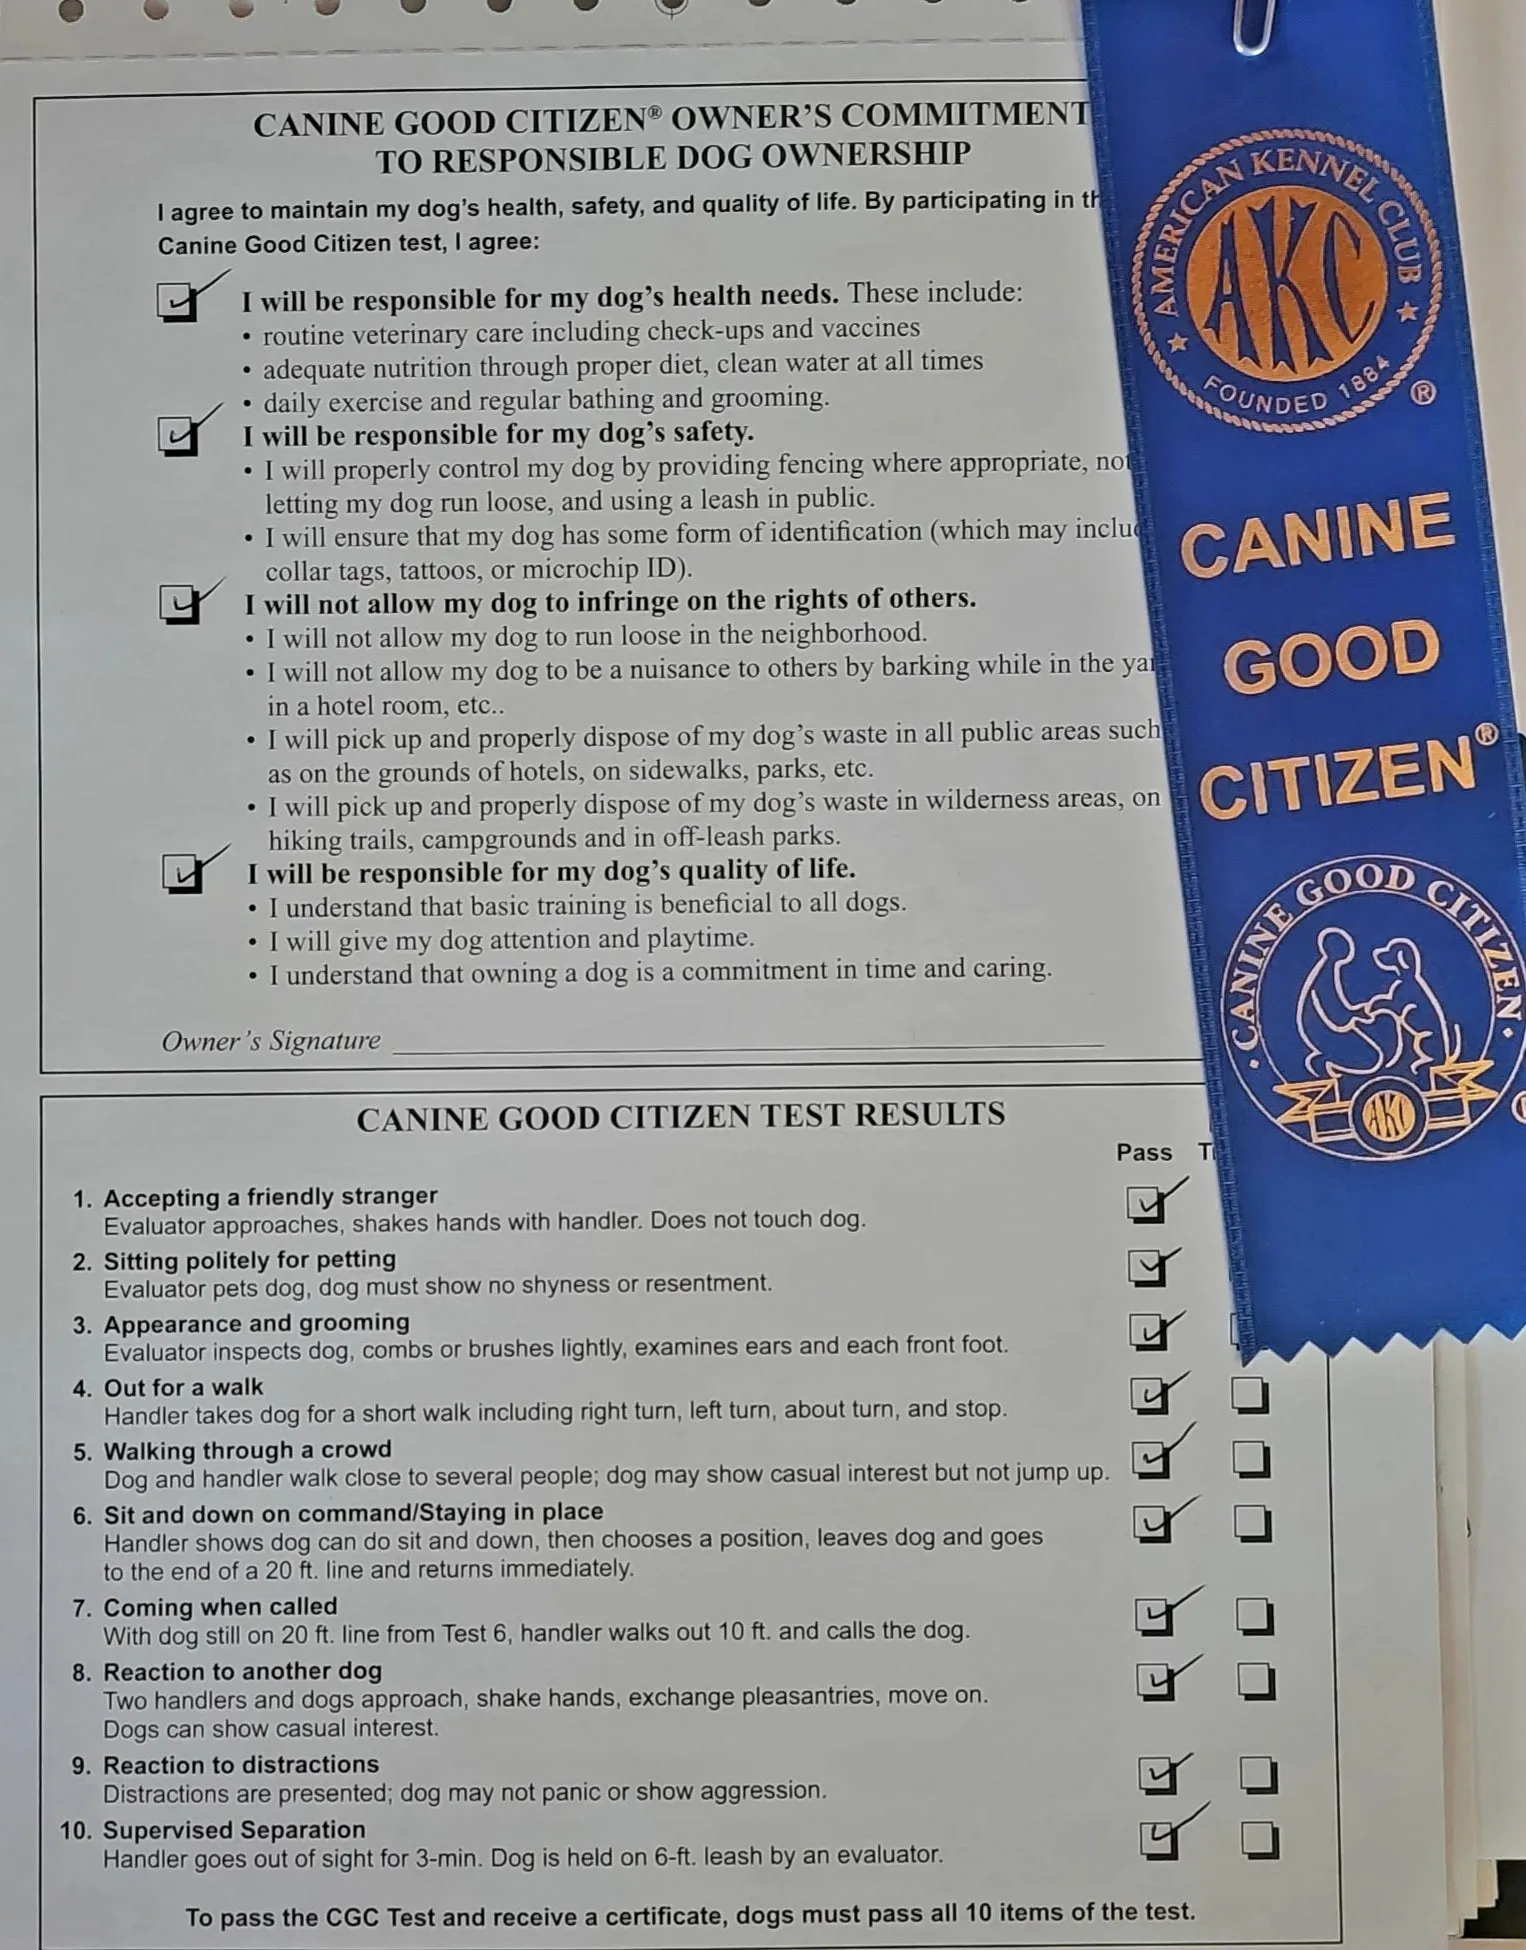 CANINE GOOD CITIZEN® OWNER'S COMMITMENT
TO RESPONSIBLE DOG OWNERSHIP
I agree to maintain my dog's health, safety, and quality of life. By participating in
Canine Good Citizen test, I agree:
I will be responsible for my dog's health needs. These include:
• routine veterinary care including check-ups and vaccines
• adequate nutrition through proper diet, clean water at all times
• daily exercise and regular bathing and grooming.
I will be responsible for my dog's safety.
• I will properly control my dog by providing fencing where appropriate, not
letting my dog run loose, and using a leash in public.
• I will ensure that my dog has some form of identification (which may
collar tags, tattoos, or microchip ID).
I will not allow my dog to infringe on the rights of others.
• I will not allow my dog to run loose in the neighborhood.
• I will not allow my dog to be a nuisance to others by barking while in the
in a hotel room, etc..
• I will pick up and properly dispose of my dog's waste in all public areas such
as on the grounds of hotels, on sidewalks, parks, etc.
• I will pick up and properly dispose of my dog's waste in wilderness areas, on
hiking trails, campgrounds and in off-leash parks.
I will be responsible for my dog's quality of life.
• I understand that basic training is beneficial to all dogs.
• I will give my dog attention and playtime.
• I understand that owning a dog is a commitment in time and caring.
Owner's Signature
CANINE GOOD CITIZEN TEST RESULTS
Pass
1. Accepting a friendly stranger
Evaluator approaches, shakes hands with handler. Does not touch dog.
2. Sitting politely for petting
Evaluator pets dog, dog must show no shyness or resentment.
3. Appearance and grooming
Evaluator inspects dog, combs or brushes lightly, examines ears and each front foot.
4. Out for a walk
Handler takes dog for a short walk including right turn, left turn, about turn, and stop.
5. Walking through a crowd
Dog and handler walk close to several people; dog may show casual interest but not jump up.
6. Sit and down on command/Staying in place
Handler shows dog can do sit and down, then chooses a position, leaves dog and goes
to the end of a 20 ft. line and returns immediately.
7. Coming when called
With dog still on 20 ft. line from Test 6, handler walks out 10 ft. and calls the dog.
8. Reaction to another dog
Two handlers and dogs approach, shake hands, exchange pleasantries, move on.
Dogs can show casual interest.
9. Reaction to distractions
Distractions are presented; dog may not panic or show aggression.
10. Supervised Separation
Handler goes out of sight for 3-min. Dog is held on 6-ft. leash by an evaluator.
To pass the CGC Test and receive a certificate, dogs must pass all 10 items of the test.
AMERICAN KENNEL CLUB
AKC
FOUNDED 1884 ®
CANINE
GOOD
CITIZEN®
CANINE GOOD CITIZEN
AKC